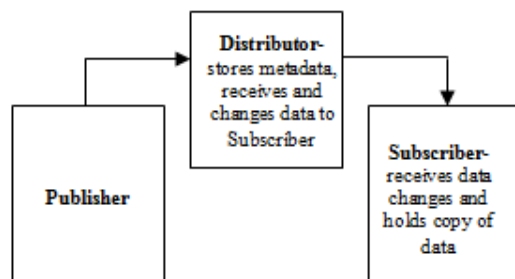 Distributor-
stores metadata,
receives and
changes data to
Subscriber
Publisher
Subscriber-
receives data
changes and
holds copy of
data